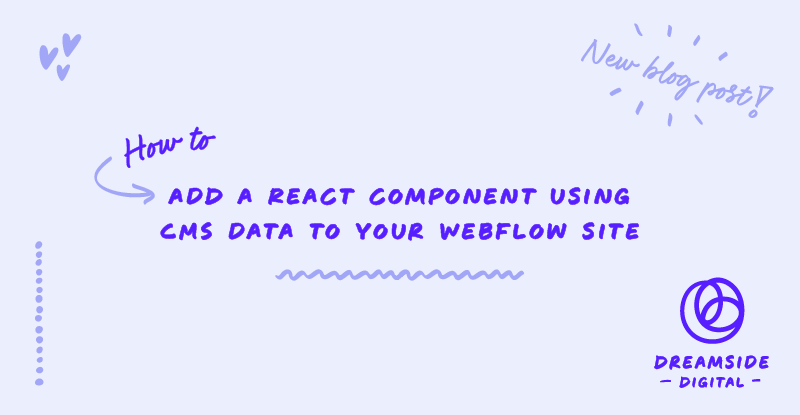 New blog post!
How to
ADD A REACT COMPONENT USING
CMS DATA TO YOUR WEBFLOW SITE
DREAMSIDE
– DIGITAL –